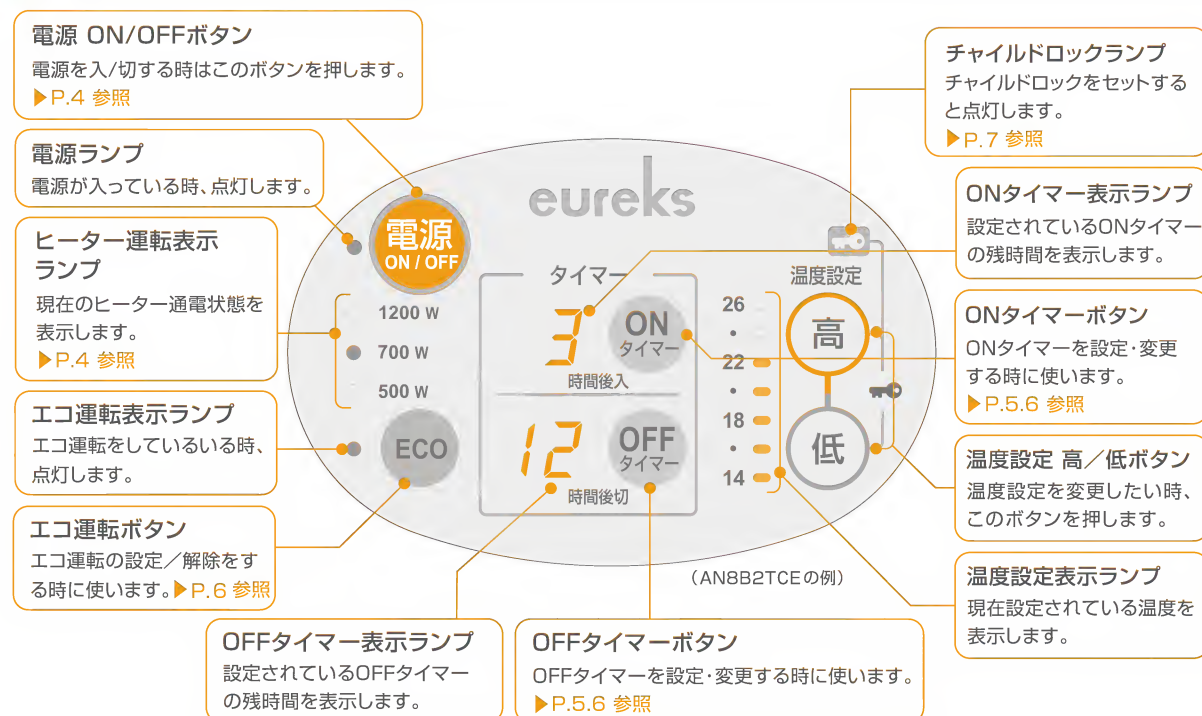 電源 ON/OFFボタン
電源を入/切する時はこのボタンを押します。
▶P.4 参照
電源ランプ
電源が入っている時、点灯します。
ヒーター運転表示
ランプ
現在のヒーター通電状態を
表示します。
▶P.4 参照
エコ運転表示ランプ
エコ運転をしているいる時、
点灯します。
エコ運転ボタン
エコ運転の設定／解除をす
る時に使います。▶P.6 参照
eureks
電源
ON / OFF
1200 W
700 W
500 W
ECO
タイマー
3
ON
タイマー
時間後入
12
OFF
タイマー
時間後切
26
・
22
・
18
・
14
温度設定
高
低
(AN8B2TCEの例)
チャイルドロックランプ
チャイルドロックをセットする
と点灯します。
▶P.7 参照
ONタイマー表示ランプ
設定されているONタイマー
の残時間を表示します。
ONタイマーボタン
ONタイマーを設定・変更
する時に使います。
▶P.5.6 参照
温度設定 高／低ボタン
温度設定を変更したい時、
このボタンを押します。
温度設定表示ランプ
現在設定されている温度を
表示します。
OFFタイマー表示ランプ
設定されているOFFタイマー
の残時間を表示します。
OFFタイマーボタン
OFFタイマーを設定・変更する時に使います。
▶P.5.6 参照